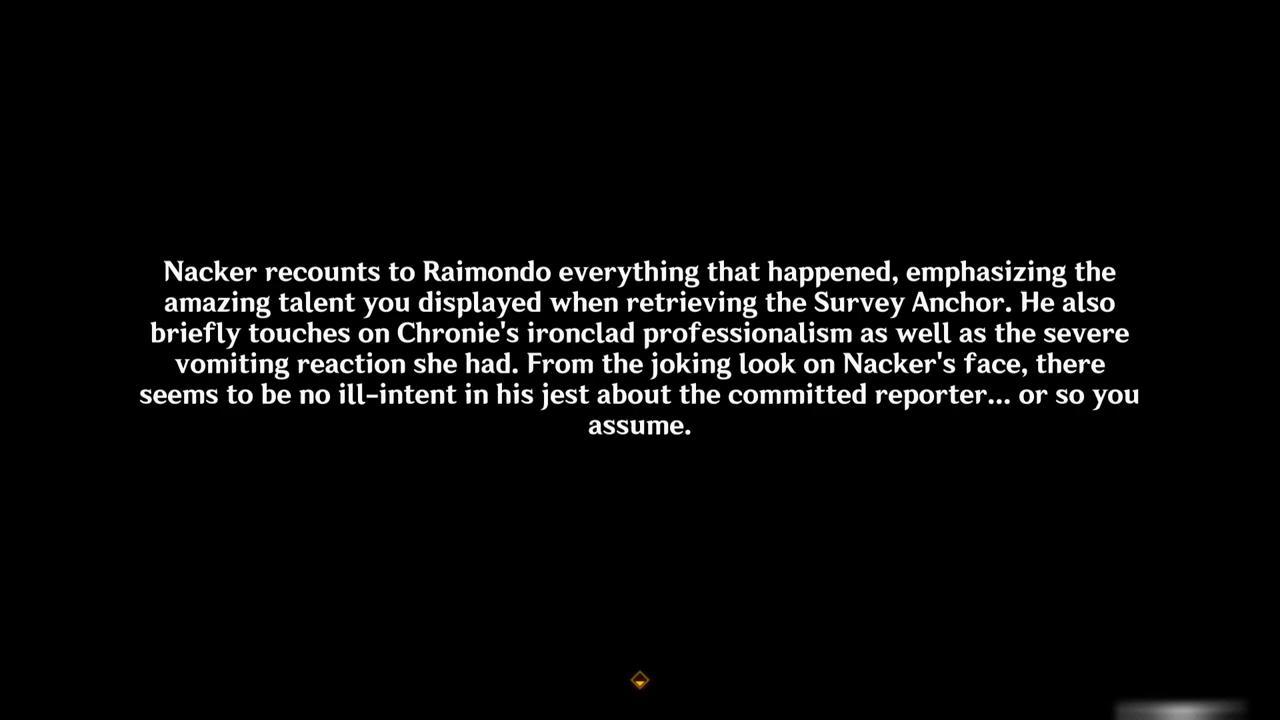 Nacker recounts to Raimondo everything that happened, emphasizing the
amazing talent you displayed when retrieving the Survey Anchor. He also
briefly touches on Chronie's ironclad professionalism as well as the severe
vomiting reaction she had. From the joking look on Nacker's face, there
seems to be no ill-intent in his jest about the committed reporter... or so you
assume.